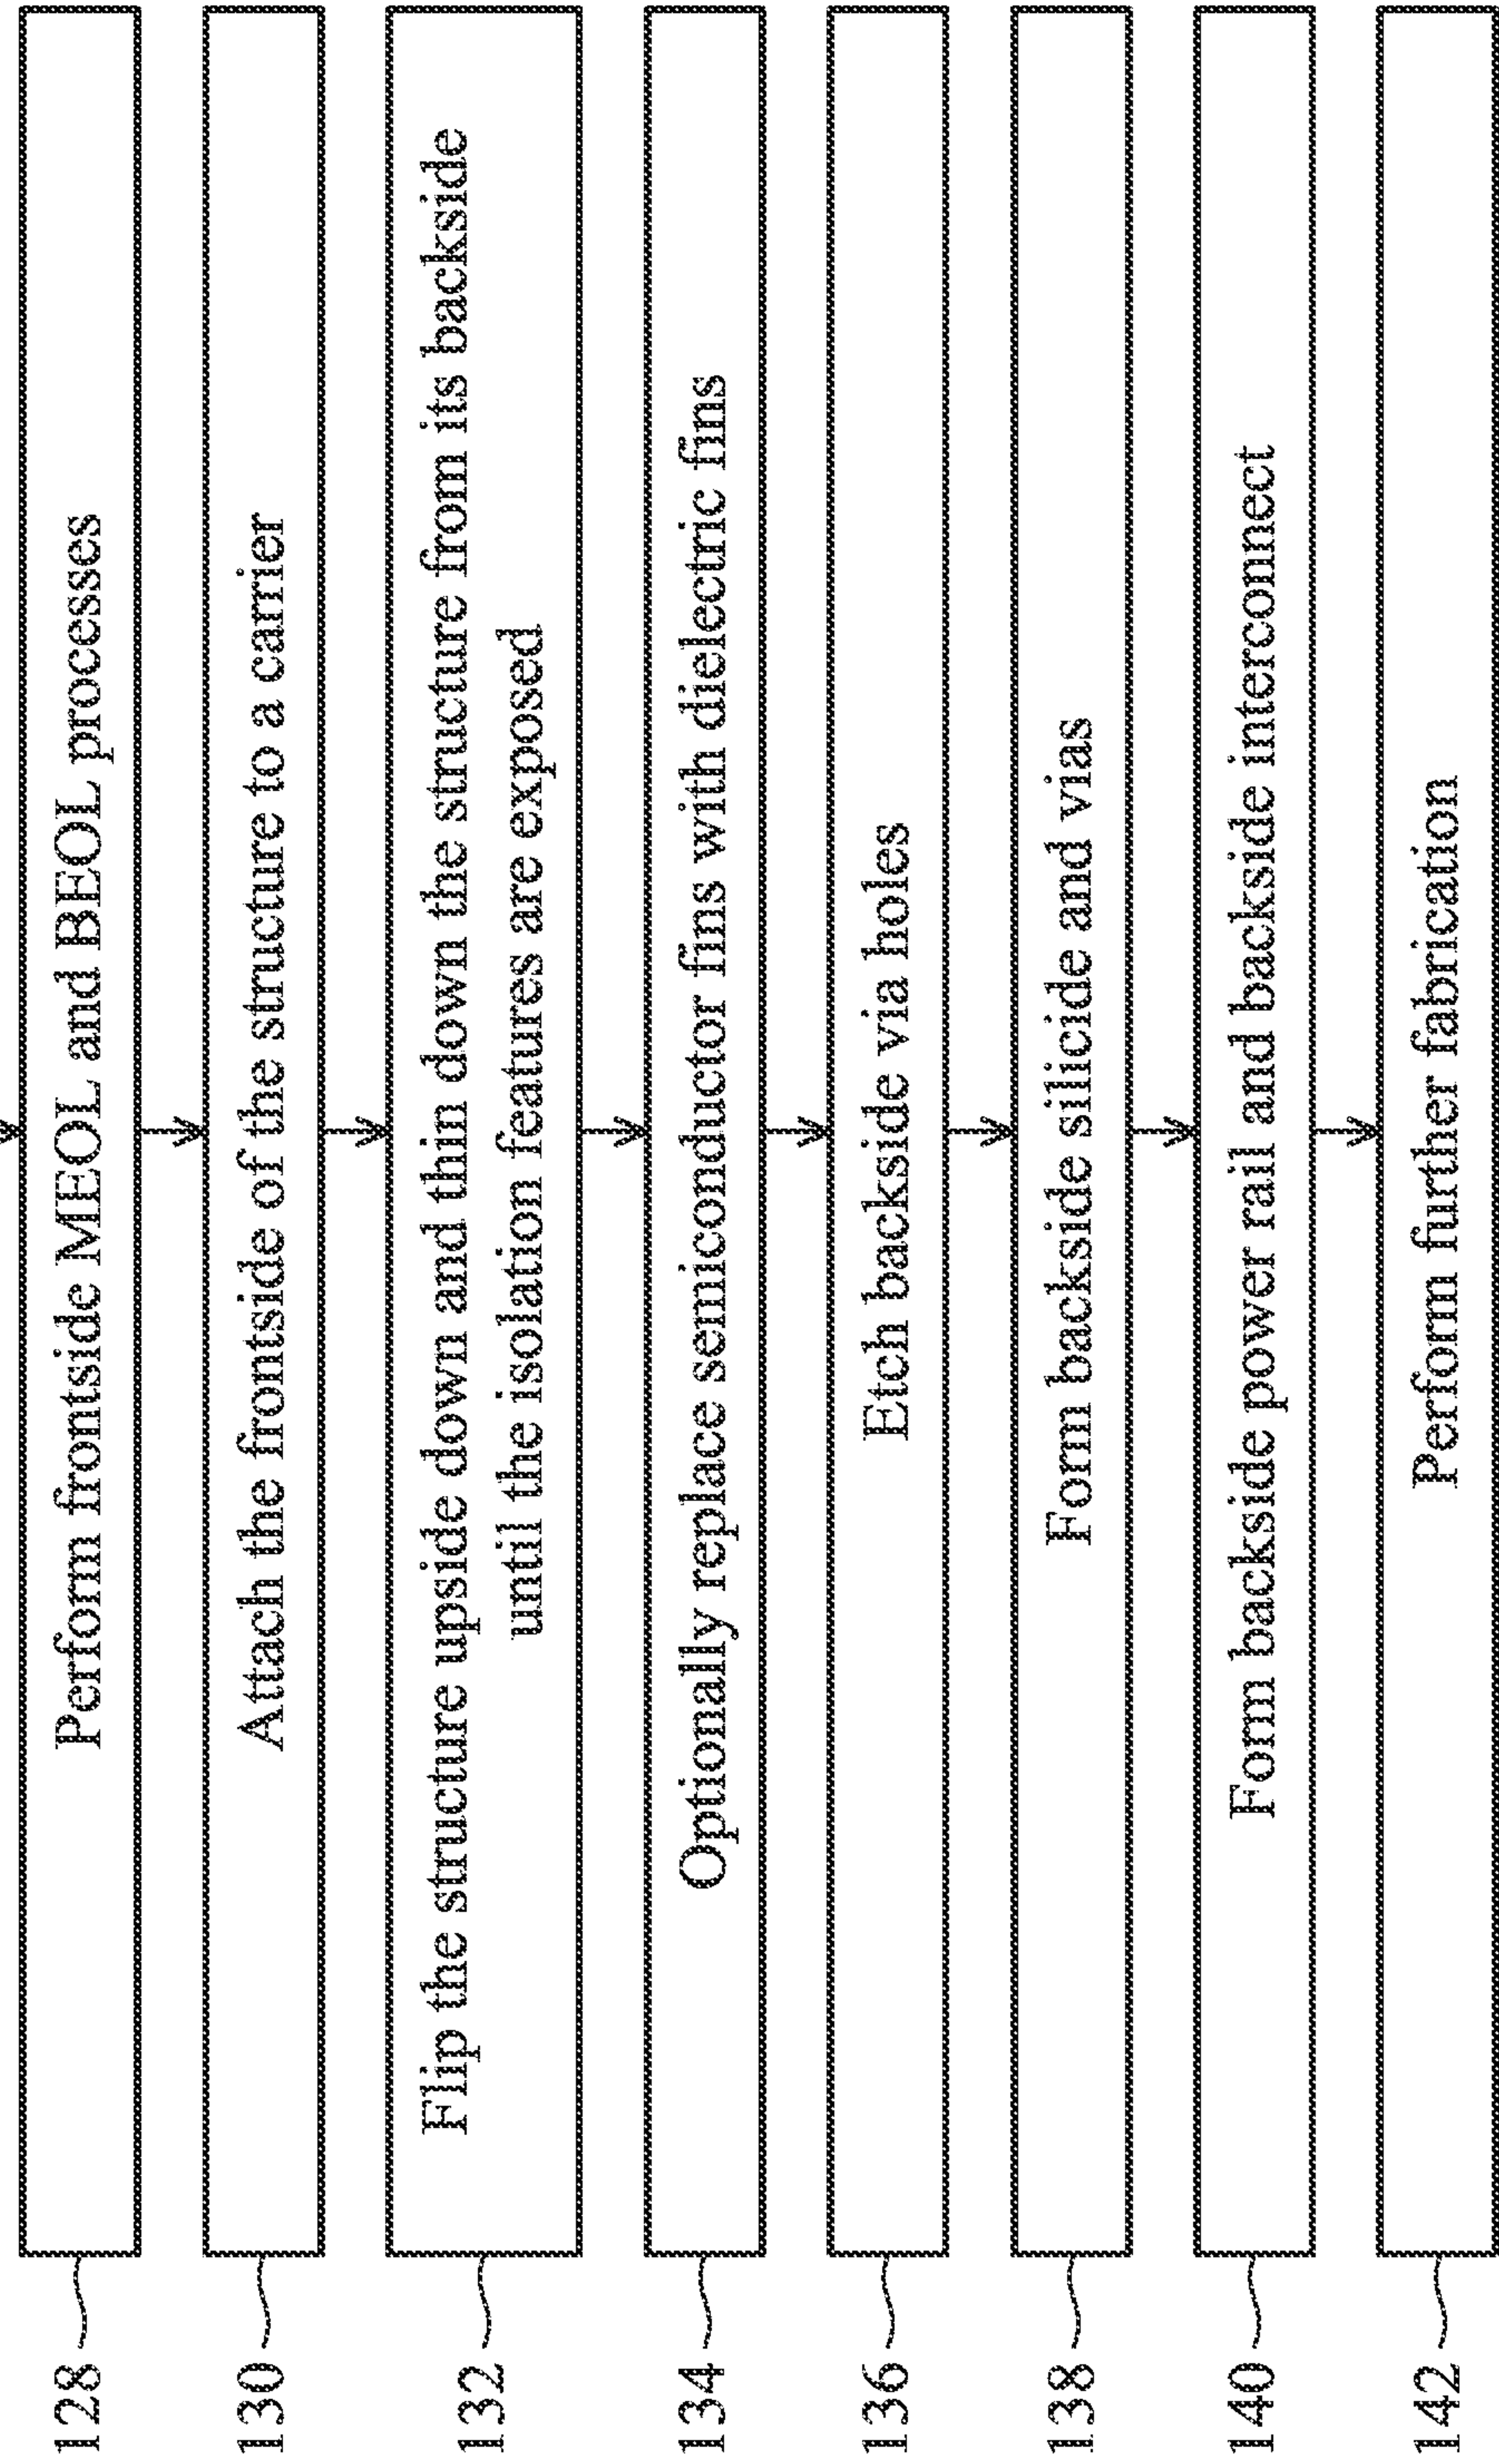 128
Perform frontside MEOL and BEOL processes
130
Attach the frontside of the structure to a carrier
132
Flip the structure upside down and thin down the structure from its backside
until the isolation features are exposed
134
Optionally replace semiconductor fins with dielectric fins
136
Etch backside via holes
138
Form backside silicide and vias
140
Form backside power rail and backside interconnect
142
Perform further fabrication